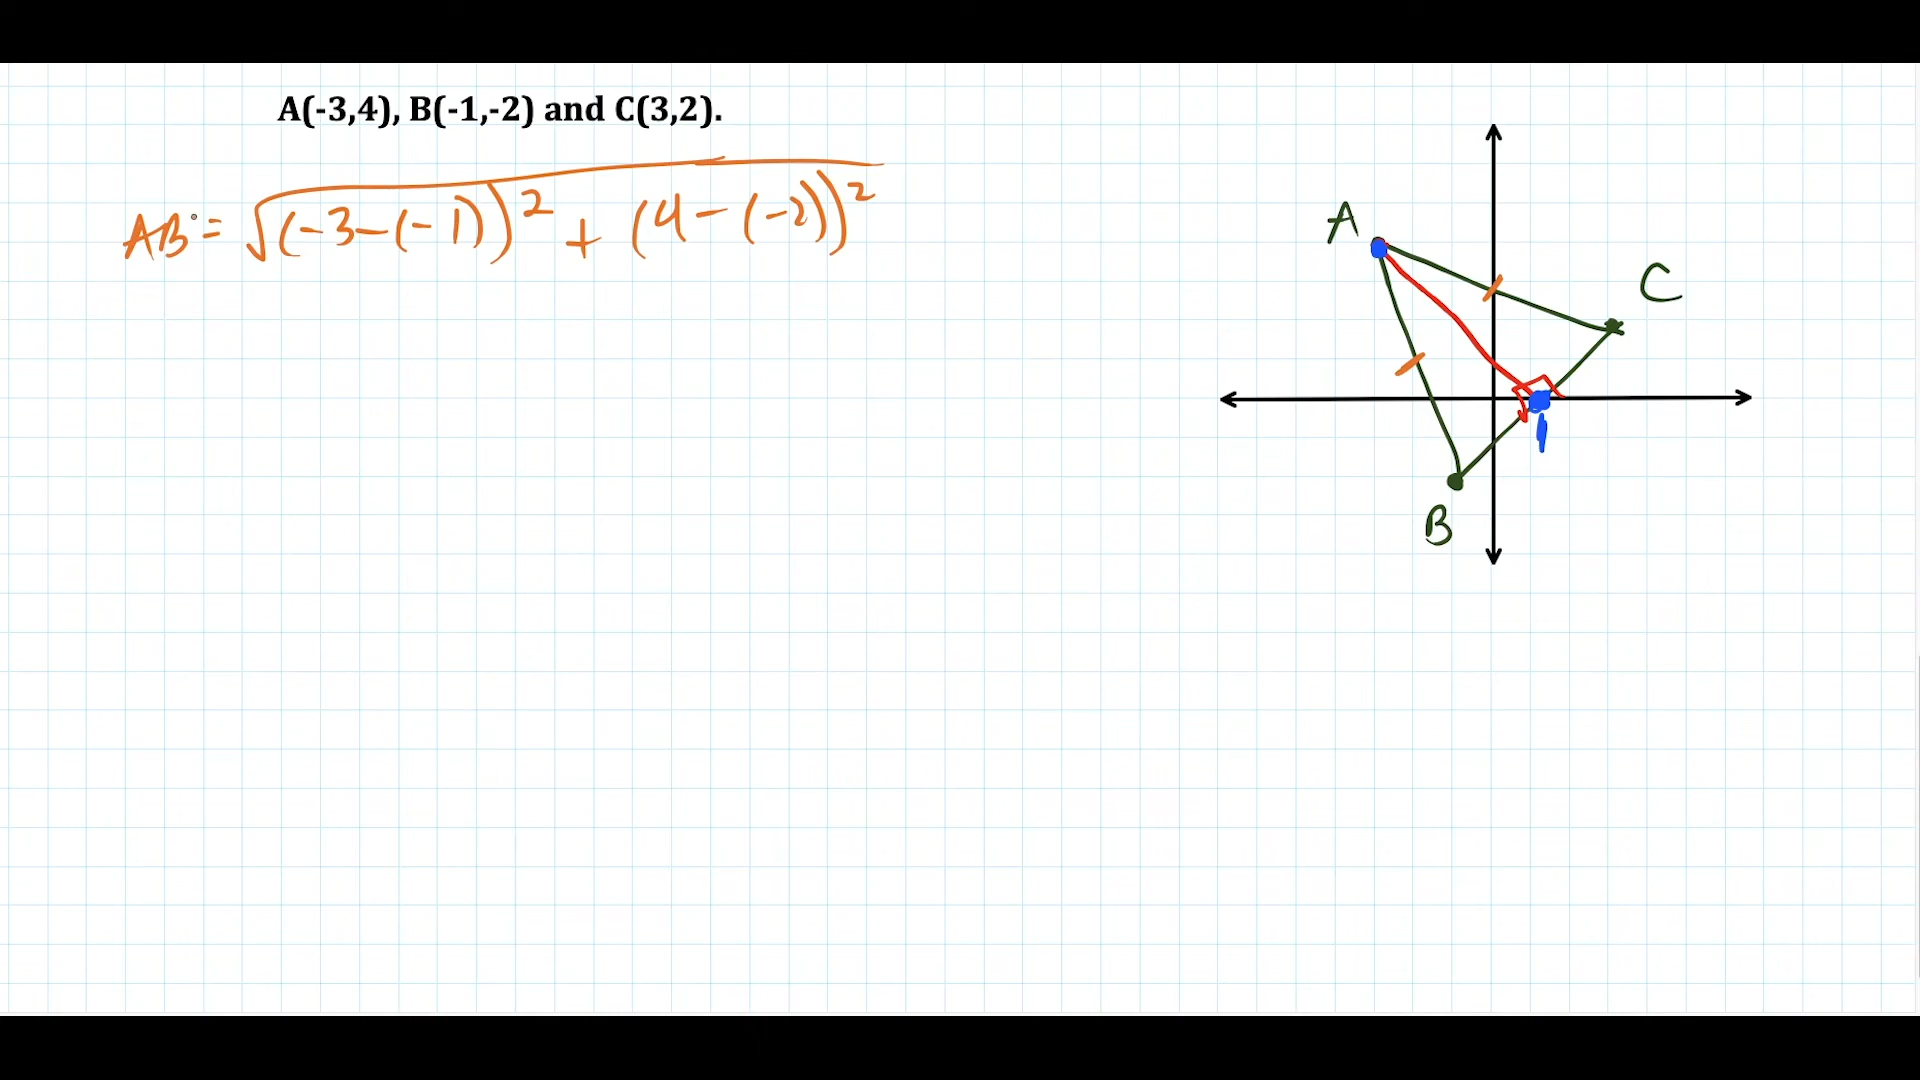 A(-3,4), B(-1,-2) and C(3,2).
AB = √(-3-(-1))² + (4-(-2))²
A
C
B